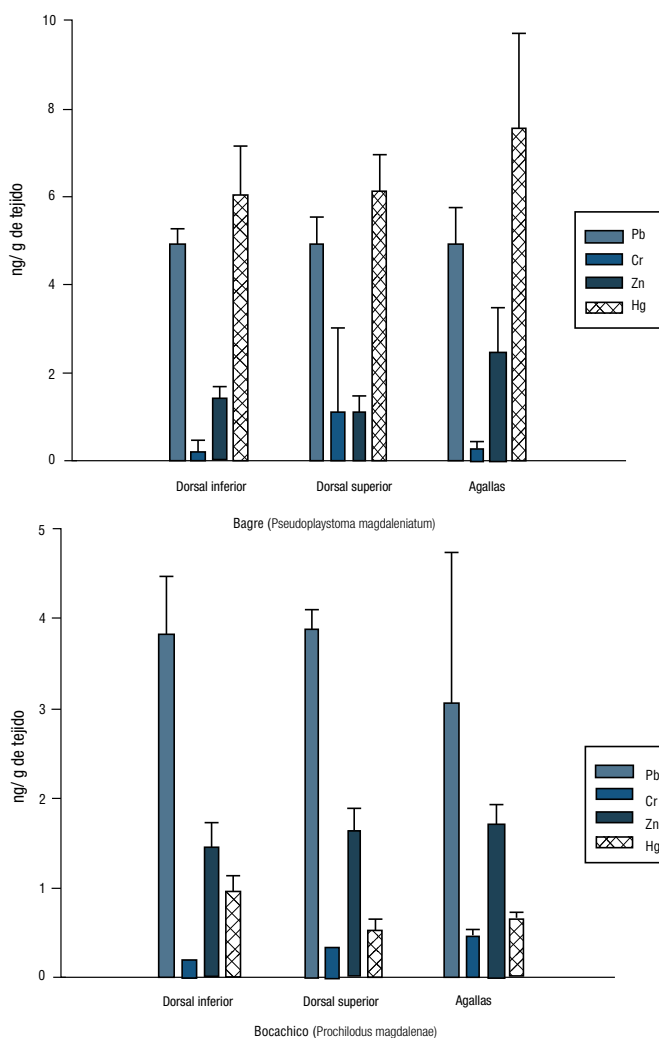 10
8
6
4
2
0
ng/ g de tejido
Pb
Cr
Zn
Hg
Dorsal inferior Dorsal superior Agallas
Bagre (Pseudoplaystoma magdaleniatum)
5
4
3
2
1
0
ng/ g de tejido
Pb
Cr
Zn
Hg
Dorsal inferior Dorsal superior Agallas
Bocachico (Prochilodus magdalenae)